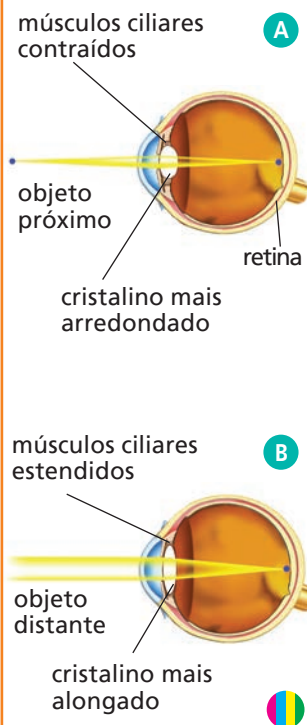 músculos ciliares
contraídos
A
objeto
próximo
retina
cristalino mais
arredondado
músculos ciliares
estendidos
B
objeto
distante
cristalino mais
alongado